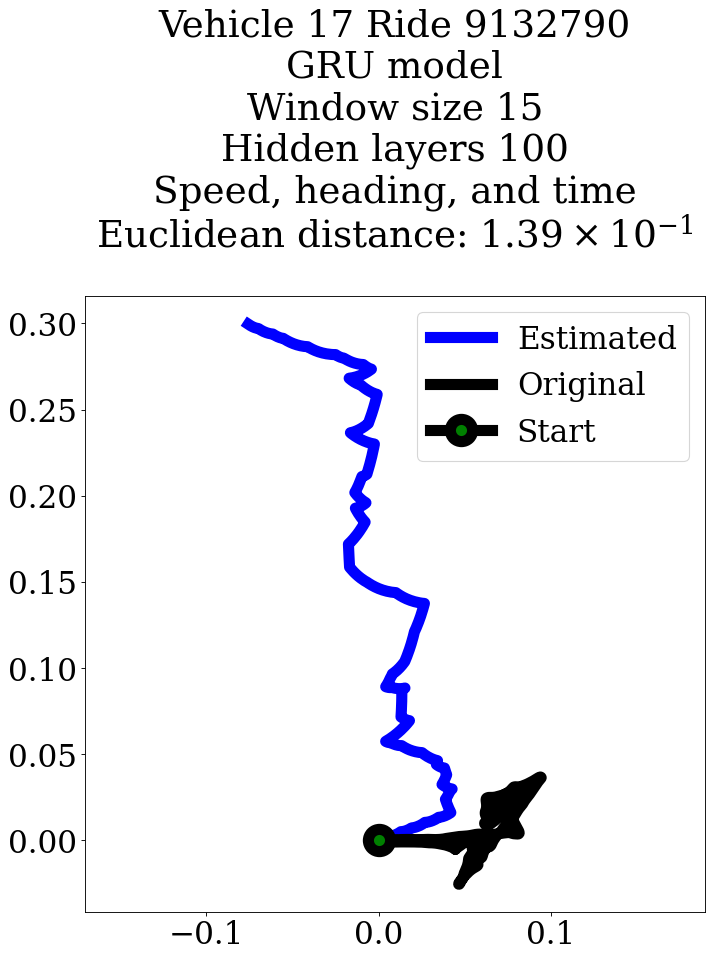 Vehicle 17 Ride 9132790
GRU model
Window size 15
Hidden layers 100
Speed, heading, and time
Euclidean distance: 1.39 × 10⁻¹
Estimated
Original
Start
0.30
0.25
0.20
0.15
0.10
0.05
0.00
−0.1
0.0
0.1